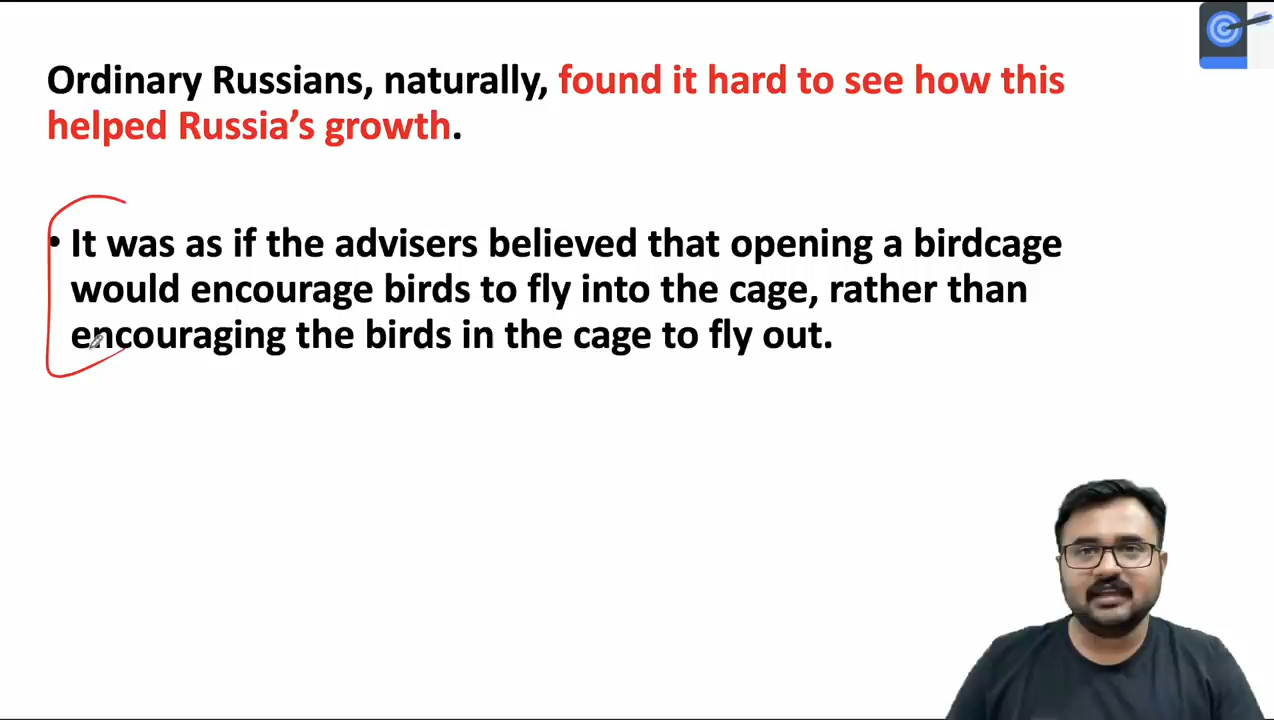 Ordinary Russians, naturally, found it hard to see how this
helped Russia's growth.
• It was as if the advisers believed that opening a birdcage
would encourage birds to fly into the cage, rather than
encouraging the birds in the cage to fly out.